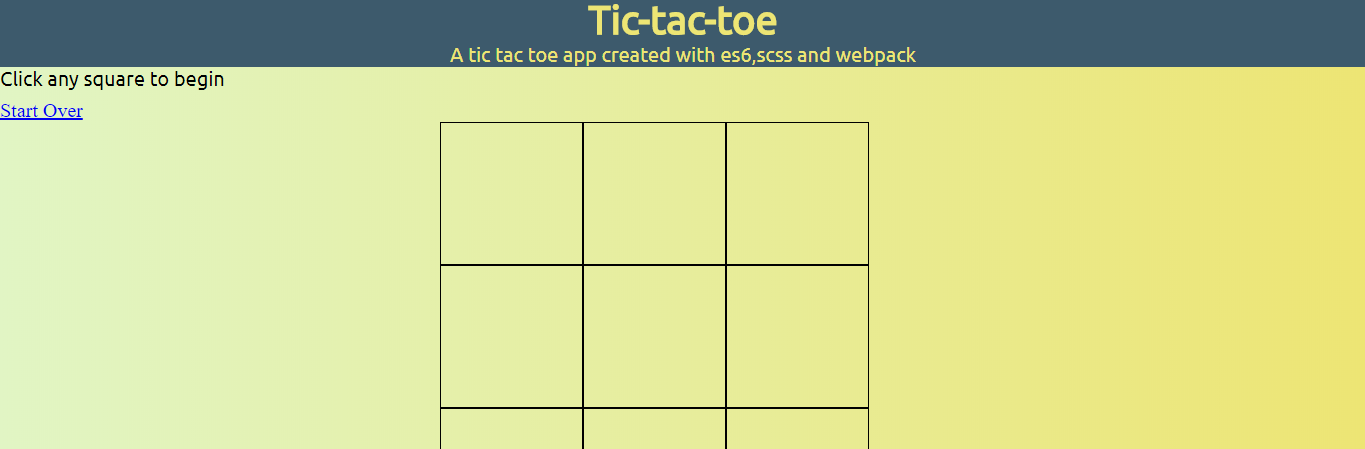 Tic-tac-toe
A tic tac toe app created with es6,scss and webpack
Click any square to begin
Start Over